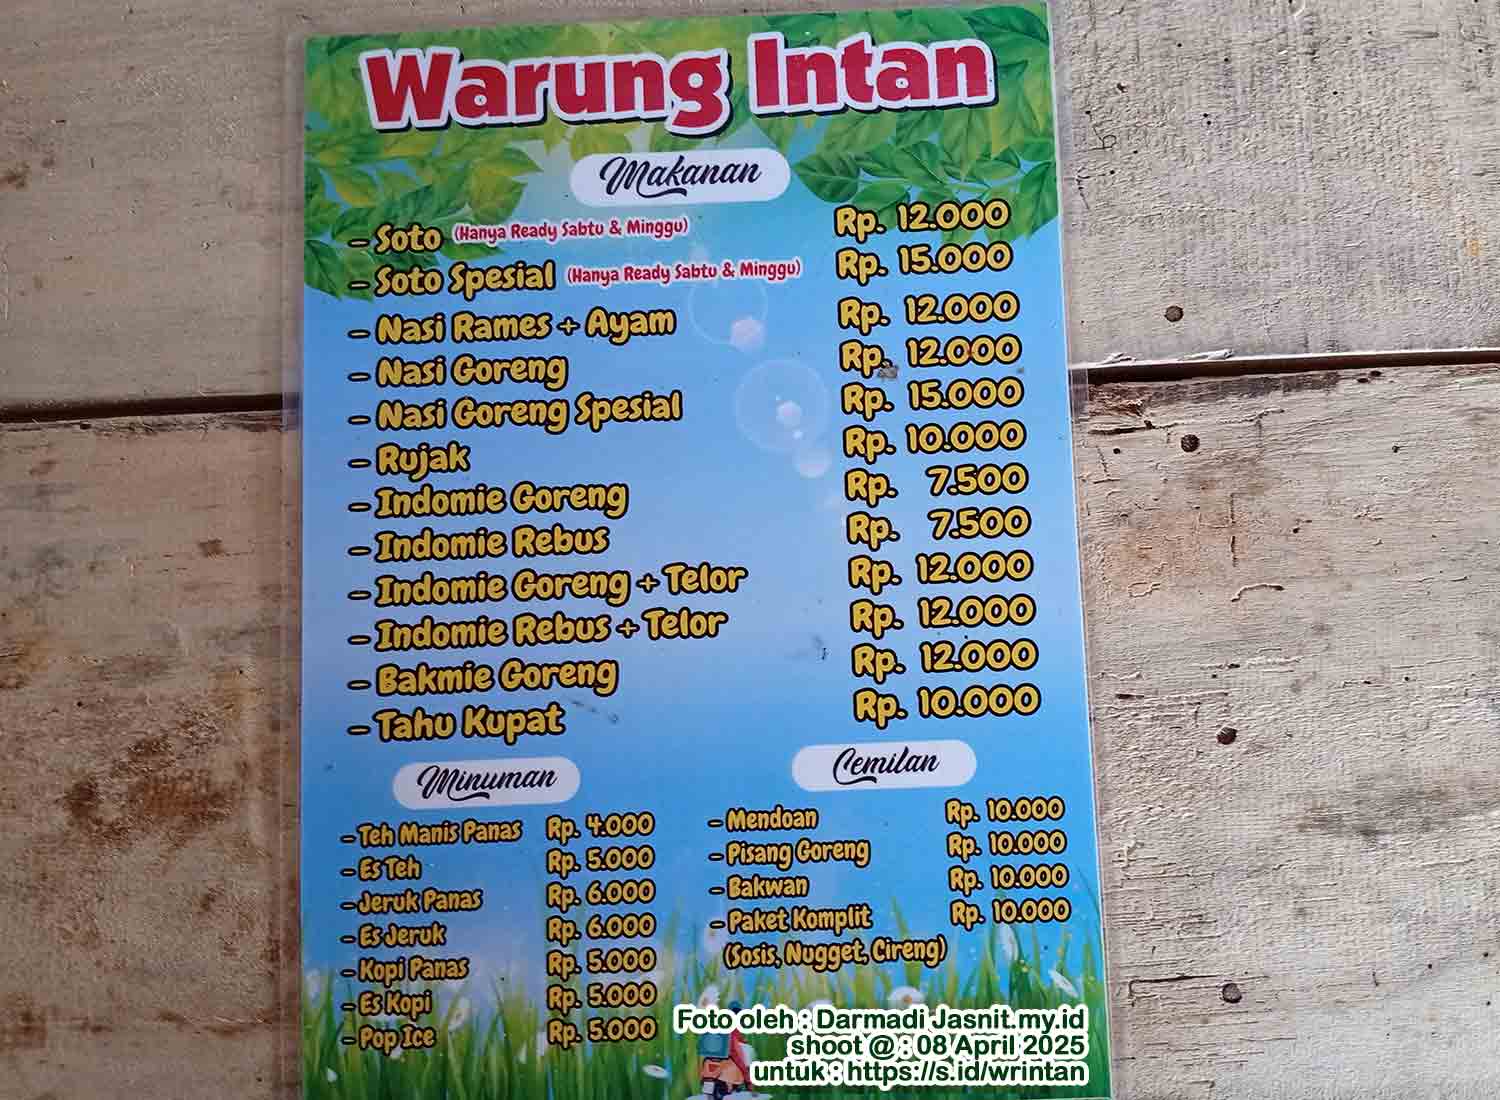 Warung Intan
Makanan
- Soto (Hanya Ready Sabtu & Minggu) Rp. 12.000
- Soto Spesial (Hanya Ready Sabtu & Minggu) Rp. 15.000
- Nasi Rames + Ayam Rp. 12.000
- Nasi Goreng Rp. 12.000
- Nasi Goreng Spesial Rp. 15.000
- Rujak Rp. 10.000
- Indomie Goreng Rp. 7.500
- Indomie Rebus Rp. 7.500
- Indomie Goreng + Telor Rp. 12.000
- Indomie Rebus + Telor Rp. 12.000
- Bakmie Goreng Rp. 12.000
- Tahu Kupat Rp. 10.000
Minuman
- Teh Manis Panas Rp. 4.000
- Es Teh Rp. 5.000
- Jeruk Panas Rp. 6.000
- Es Jeruk Rp. 6.000
- Kopi Panas Rp. 5.000
- Es Kopi Rp. 5.000
- Pop Ice Rp. 5.000
Cemilan
- Mendoan Rp. 10.000
- Pisang Goreng Rp. 10.000
- Bakwan Rp. 10.000
- Paket Komplit Rp. 10.000
(Sosis, Nugget, Cireng)
Foto oleh : Darmadi Jasnit.my.id
shoot @ : 08 April 2025
untuk : https://s.id/wrintan